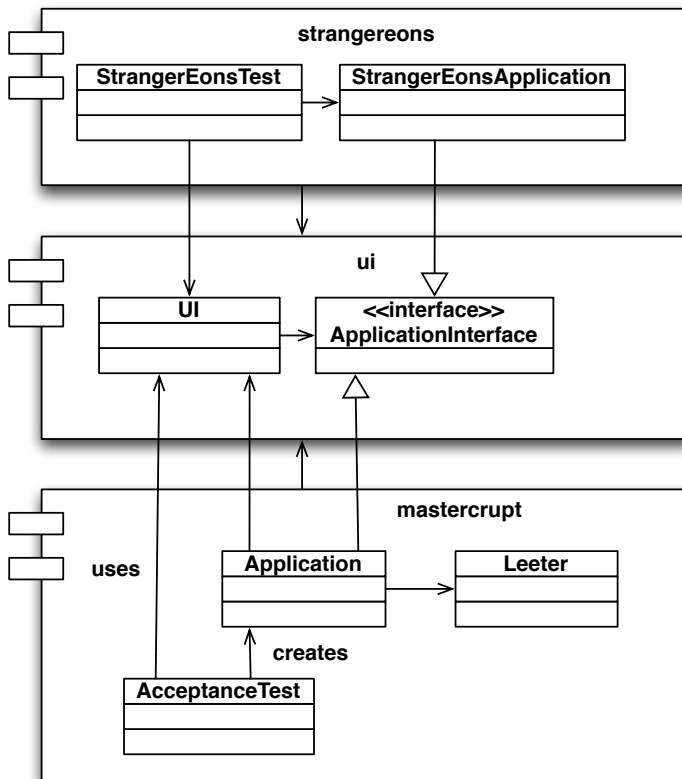 strangereons
StrangerEonsTest
StrangerEonsApplication
ui
UI
<<interface>>
ApplicationInterface
mastercrupt
uses
Application
Leeter
creates
AcceptanceTest